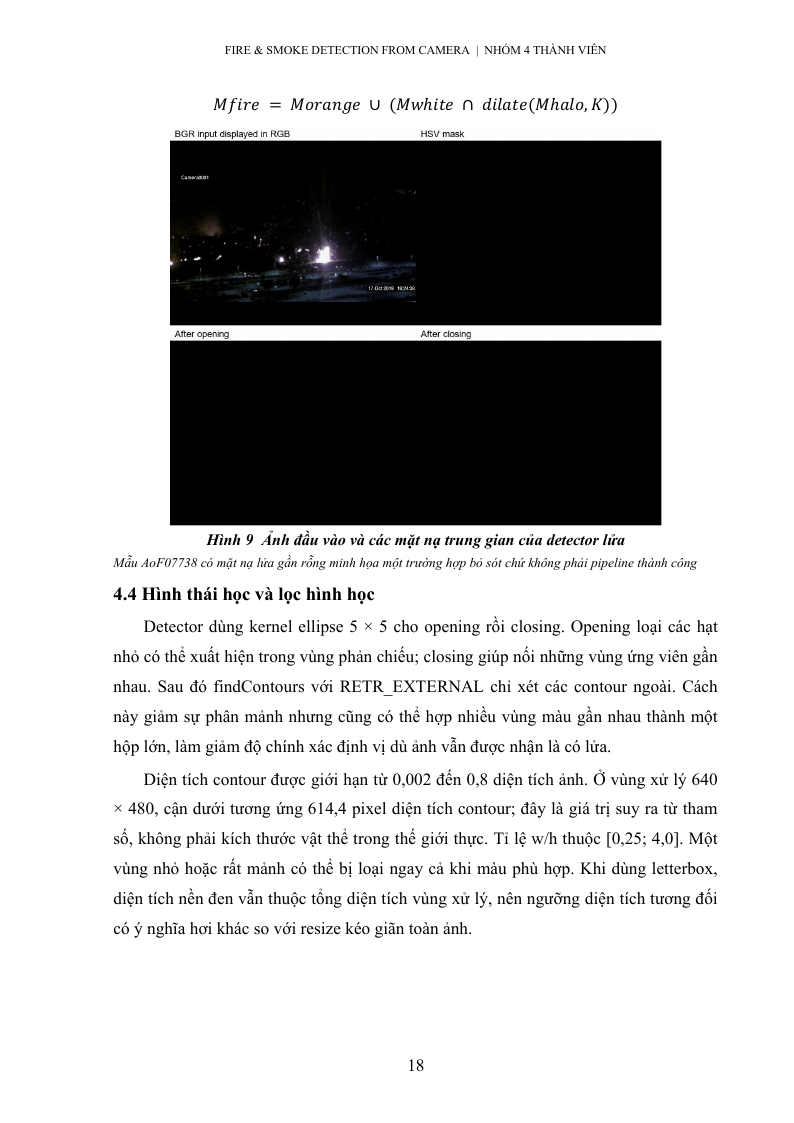 FIRE & SMOKE DETECTION FROM CAMERA | NHÓM 4 THÀNH VIÊN
Mfire = Morange ∪ (Mwhite ∩ dilate(Mhalo, K))
BGR input displayed in RGB
HSV mask
Camera0001
17.Oct 2019 19:24:38
After opening
After closing
Hình 9 Ảnh đầu vào và các mặt nạ trung gian của detector lửa
Mẫu AoF07738 có mặt nạ lửa gần rỗng minh họa một trường hợp bỏ sót chứ không phải pipeline thành công
4.4 Hình thái học và lọc hình học
Detector dùng kernel ellipse 5 × 5 cho opening rồi closing. Opening loại các hạt
nhỏ có thể xuất hiện trong vùng phản chiếu; closing giúp nối những vùng ứng viên gần
nhau. Sau đó findContours với RETR_EXTERNAL chỉ xét các contour ngoài. Cách
này giảm sự phân mảnh nhưng cũng có thể hợp nhiều vùng màu gần nhau thành một
hộp lớn, làm giảm độ chính xác định vị dù ảnh vẫn được nhận là có lửa.
Diện tích contour được giới hạn từ 0,002 đến 0,8 diện tích ảnh. Ở vùng xử lý 640
× 480, cận dưới tương ứng 614,4 pixel diện tích contour; đây là giá trị suy ra từ tham
số, không phải kích thước vật thể trong thế giới thực. Tỉ lệ w/h thuộc [0,25; 4,0]. Một
vùng nhỏ hoặc rất mảnh có thể bị loại ngay cả khi màu phù hợp. Khi dùng letterbox,
diện tích nền đen vẫn thuộc tổng diện tích vùng xử lý, nên ngưỡng diện tích tương đối
có ý nghĩa hơi khác so với resize kéo giãn toàn ảnh.
18